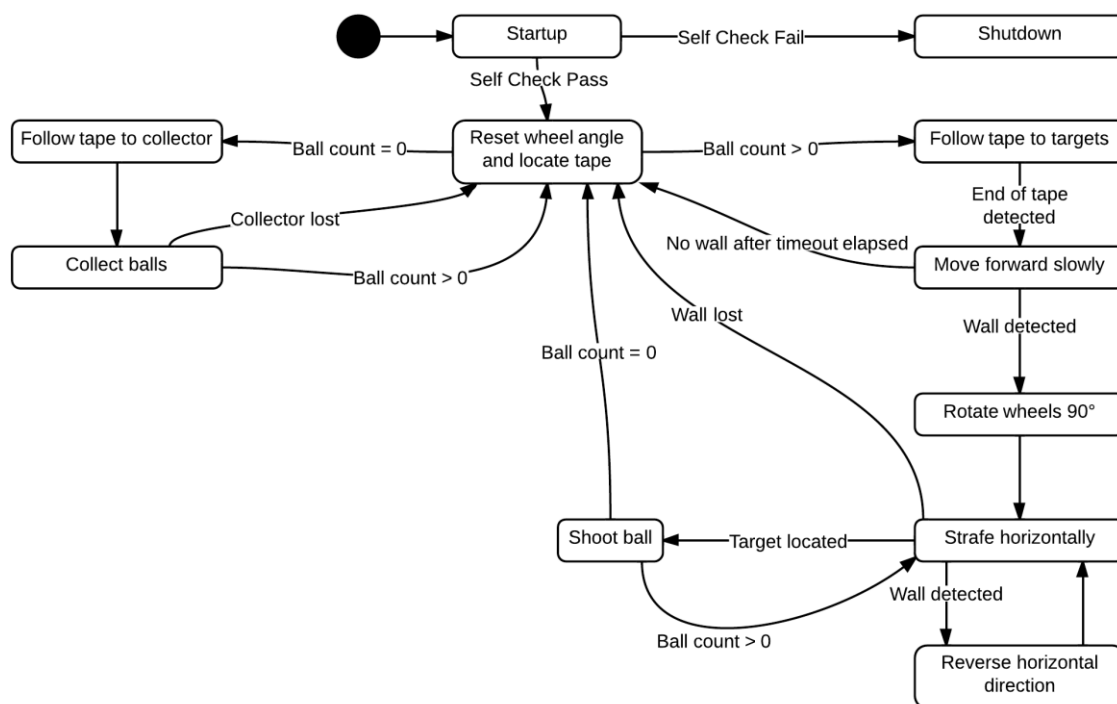 Startup
Self Check Fail
Shutdown
Self Check Pass
Follow tape to collector
Ball count = 0
Reset wheel angle
and locate tape
Ball count > 0
Follow tape to targets
End of tape
detected
Collector lost
No wall after timeout elapsed
Collect balls
Ball count > 0
Move forward slowly
Wall lost
Wall detected
Ball count = 0
Rotate wheels 90°
Shoot ball
Target located
Strafe horizontally
Wall detected
Ball count > 0
Reverse horizontal
direction